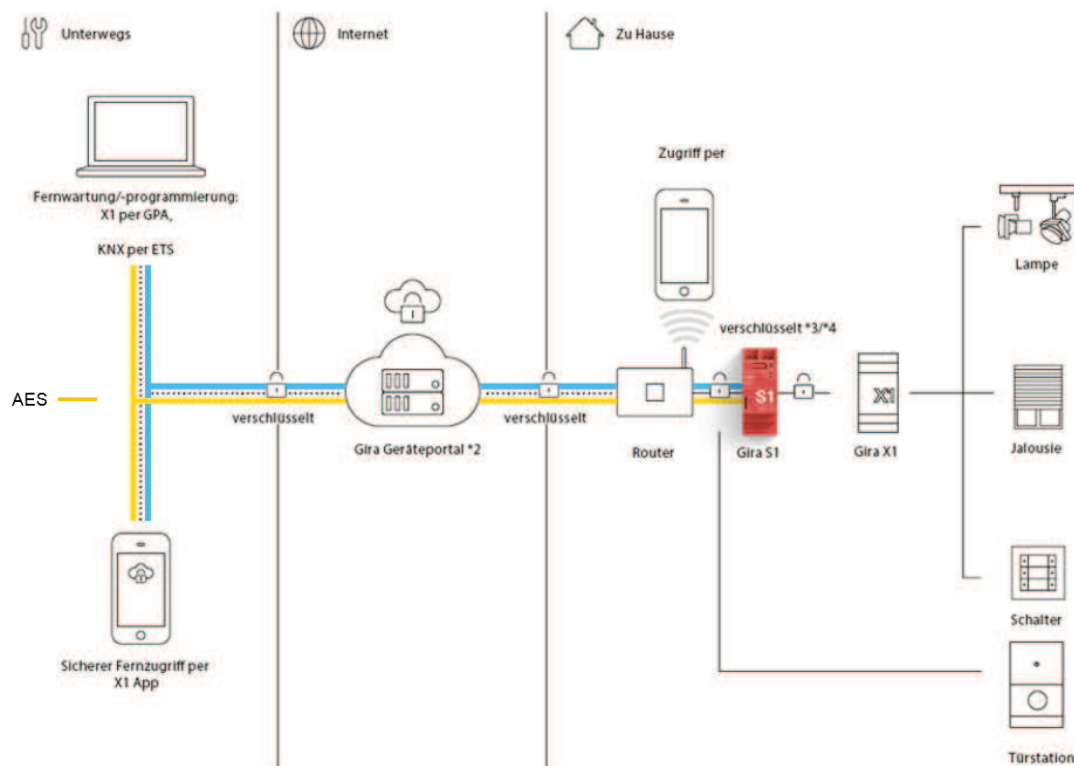 Unterwegs
Internet
Zu Hause
Fernwartung/-programmierung:
X1 per GPA,
KNX per ETS
AES
verschlüsselt
Sicherer Fernzugriff per
X1 App
Gira Geräteportal *2
verschlüsselt
Zugriff per
verschlüsselt *3/*4
Router
S1
Gira S1
X1
Gira X1
Lampe
Jalousie
Schalter
Türstation